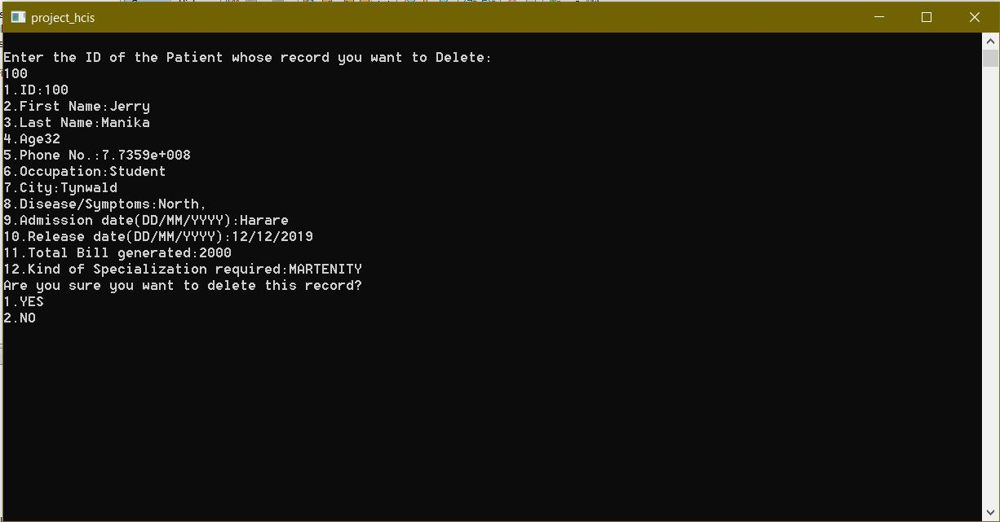 project_hcis
Enter the ID of the Patient whose record you want to Delete:
100
1.ID:100
2.First Name:Jerry
3.Last Name:Manika
4.Age32
5.Phone No.:7.7359e+008
6.Occupation:Student
7.City:Tynwald
8.Disease/Symptoms:North,
9.Admission date(DD/MM/YYYY):Harare
10.Release date(DD/MM/YYYY):12/12/2019
11.Total Bill generated:2000
12.Kind of Specialization required:MARTENITY
Are you sure you want to delete this record?
1.YES
2.NO